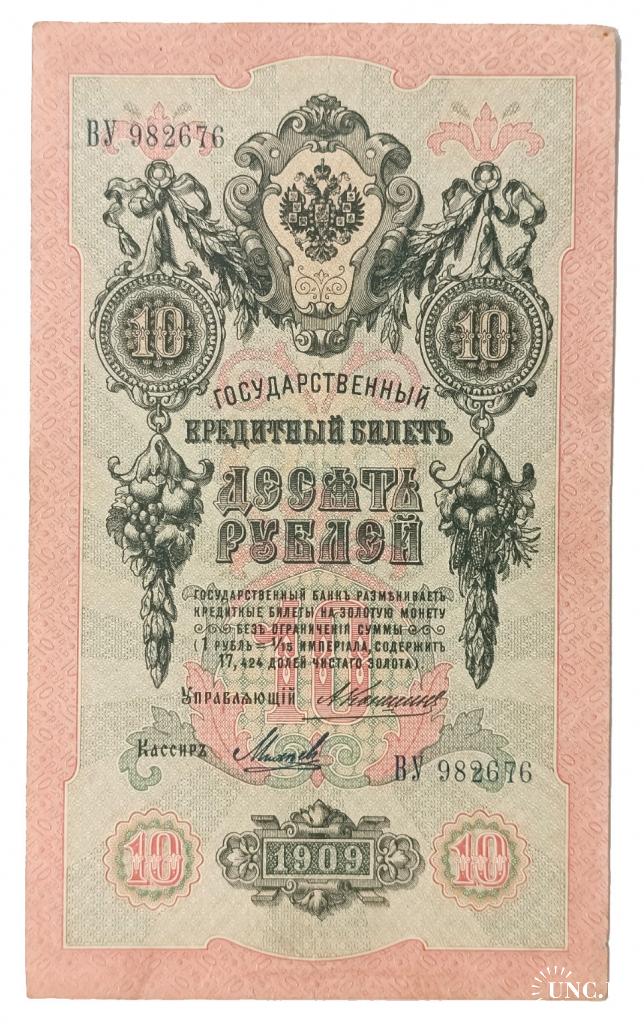 ВУ 982676
10 10
ГОСУДАРСТВЕННЫЙ
КРЕДИТНЫЙ БИЛЕТЪ
ДЕСЯТЬ
РУБЛЕЙ
ГОСУДАРСТВЕННЫЙ БАНКЪ РАЗМѢНИВАЕТЪ
КРЕДИТНЫЕ БИЛЕТЫ НА ЗОЛОТУЮ МОНЕТУ
БЕЗЪ ОГРАНИЧЕНІЯ СУММЫ
(1 РУБЛЬ = 1/15 ИМПЕРІАЛА, СОДЕРЖИТЪ
17,424 ДОЛЕЙ ЧИСТАГО ЗОЛОТА).
10
УПРАВЛЯЮЩІЙ
КАССИРЪ
ВУ 982676
10 1909 10
UNC.